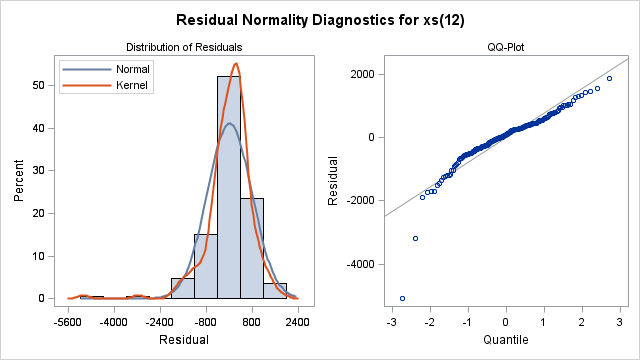 Residual Normality Diagnostics for xs(12)
Distribution of Residuals
Normal
Kernel
Percent
50
40
30
20
10
0
-5600 -4000 -2400 -800 800 2400
Residual
QQ-Plot
Residual
2000
0
-2000
-4000
-3 -2 -1 0 1 2 3
Quantile